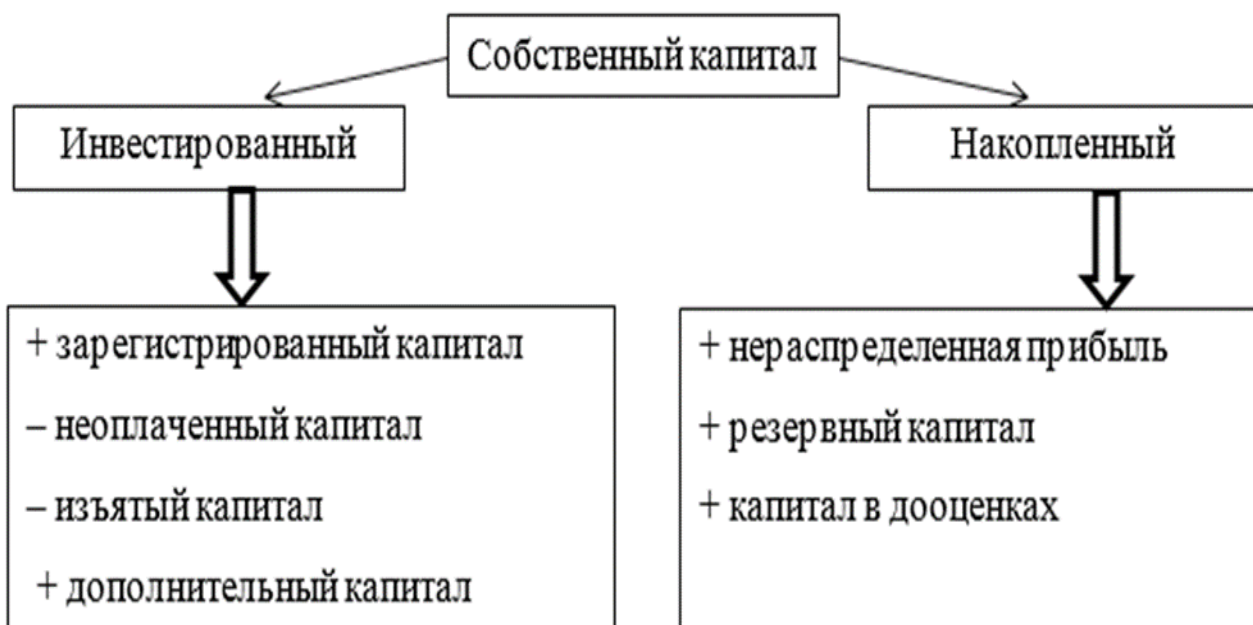 Собственный капитал
Инвестированный
Накопленный
+ зарегистрированный капитал
– неоплаченный капитал
– изъятый капитал
+ дополнительный капитал
+ нераспределенная прибыль
+ резервный капитал
+ капитал в дооценках